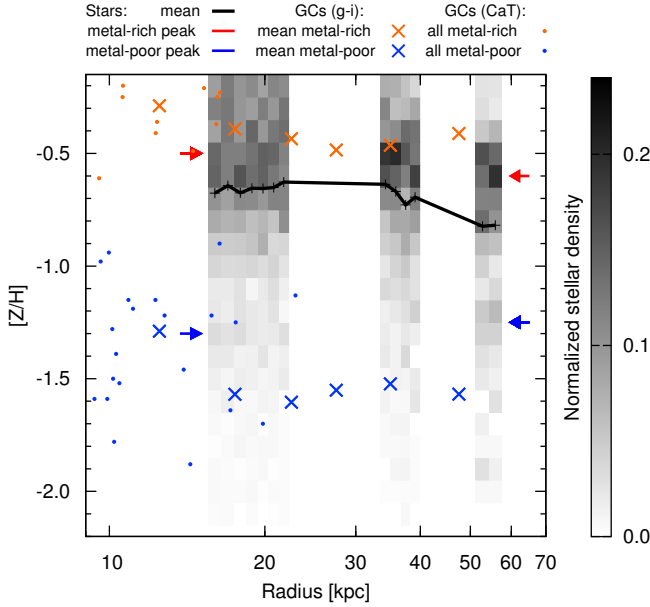 Stars: mean GCs (g-i): GCs (CaT):
metal-rich peak mean metal-rich all metal-rich
metal-poor peak mean metal-poor all metal-poor
-0.5
-1.0
-1.5
-2.0
[Z/H]
10 20 30 40 50 60 70
Radius [kpc]
0.2
0.1
0.0
Normalized stellar density